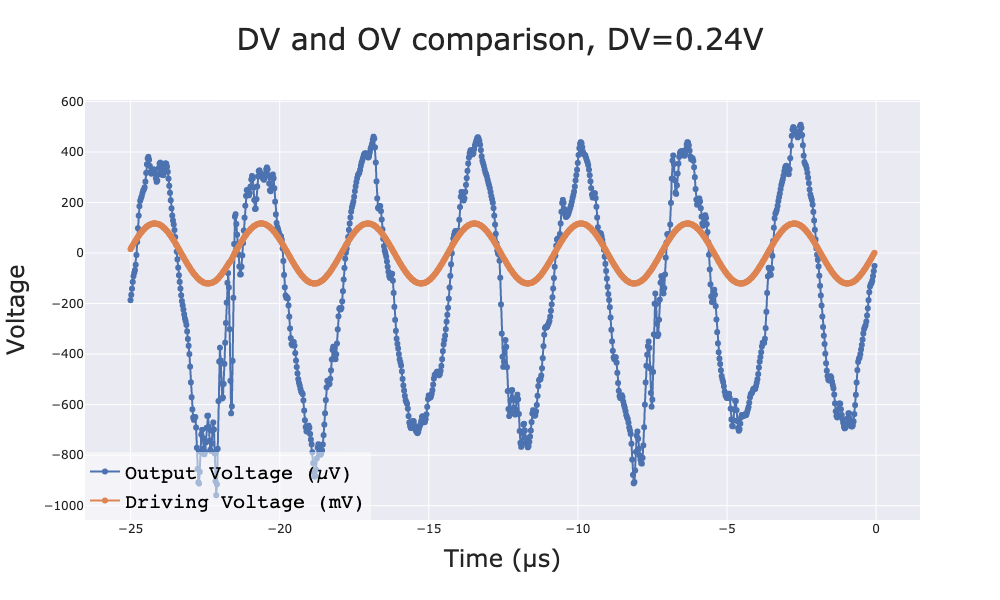 DV and OV comparison, DV=0.24V
600
400
200
0
−200
−400
−600
−800
−1000
Voltage
Output Voltage (μV)
Driving Voltage (mV)
−25 −20 −15 −10 −5 0
Time (μs)